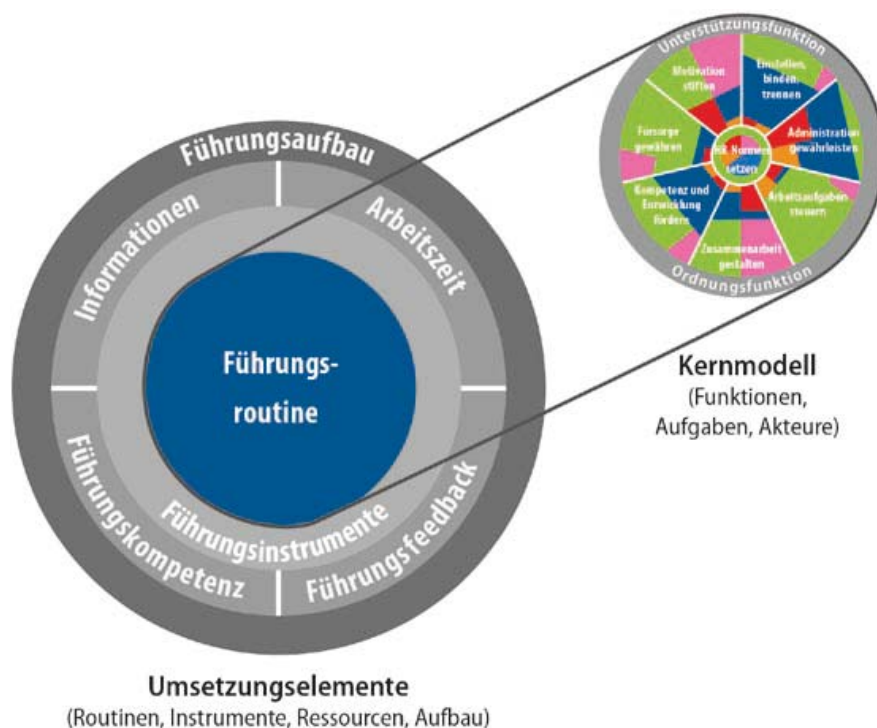 Führungsaufbau
Informationen
Arbeitszeit
Führungs-
routine
Führungsinstrumente
Führungskompetenz
Führungsfeedback
Umsetzungselemente
(Routinen, Instrumente, Ressourcen, Aufbau)
Unterstützungsfunktion
Motivation
stiften
Einstellen,
binden
trennen
Fürsorge
gewähren
Administration
gewährleisten
HR Normen
setzen
Kompetenz und
Entwicklung
fördern
Arbeitsaufgaben
steuern
Zusammenarbeit
gestalten
Ordnungsfunktion
Kernmodell
(Funktionen,
Aufgaben, Akteure)